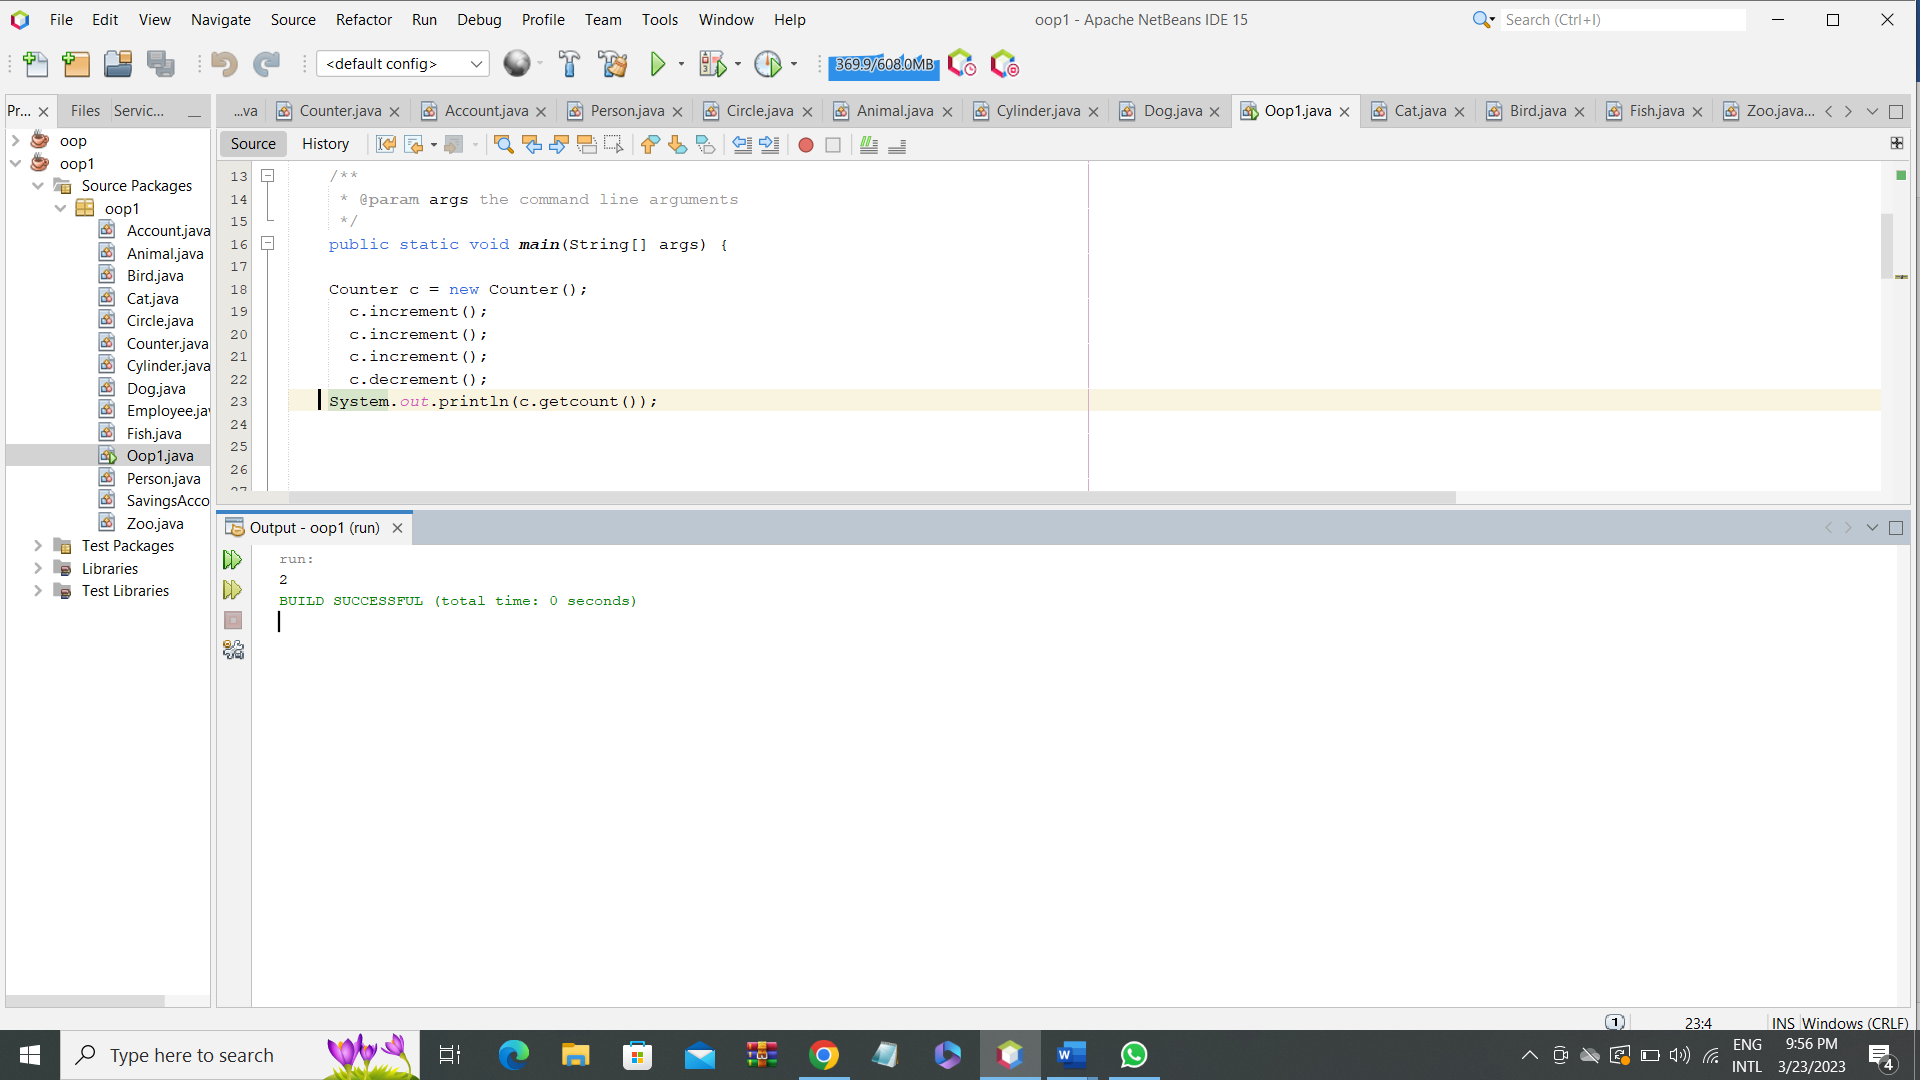 File Edit View Navigate Source Refactor Run Debug Profile Team Tools Window Help
oop1 - Apache NetBeans IDE 15
Search (Ctrl+I)
<default config>
369.9/608.0MB
Pr... Files Servic...
...va Counter.java Account.java Person.java Circle.java Animal.java Cylinder.java Dog.java Oop1.java Cat.java Bird.java Fish.java Zoo.java...
Source History
oop
oop1
Source Packages
oop1
Account.java
Animal.java
Bird.java
Cat.java
Circle.java
Counter.java
Cylinder.java
Dog.java
Employee.jav
Fish.java
Oop1.java
Person.java
SavingsAcco
Zoo.java
Test Packages
Libraries
Test Libraries
13 /**
14 * @param args the command line arguments
15 */
16 public static void main(String[] args) {
17
18 Counter c = new Counter();
19 c.increment();
20 c.increment();
21 c.increment();
22 c.decrement();
23 System.out.println(c.getcount());
24
25
26
27
Output - oop1 (run)
run:
2
BUILD SUCCESSFUL (total time: 0 seconds)
1 23:4 INS Windows (CRLF)
Type here to search
ENG
INTL
9:56 PM
3/23/2023
4